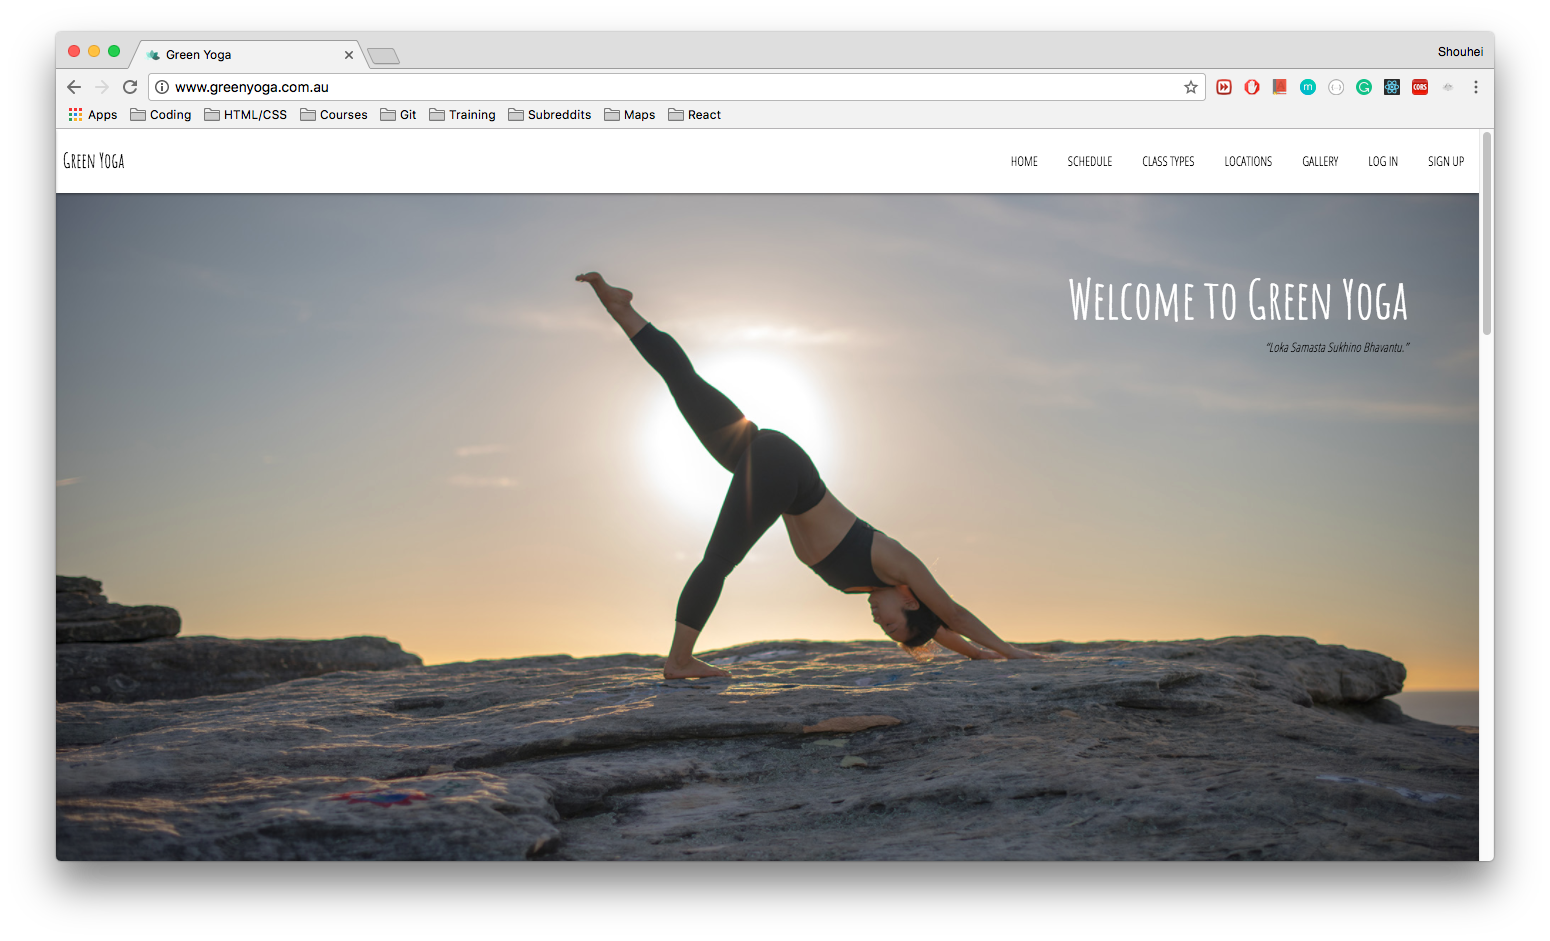 Green Yoga
Shouhei
www.greenyoga.com.au
CORS
Apps Coding HTML/CSS Courses Git Training Subreddits Maps React
Green Yoga
HOME SCHEDULE CLASS TYPES LOCATIONS GALLERY LOG IN SIGN UP
Welcome to Green Yoga
“Loka Samasta Sukhino Bhavantu.”